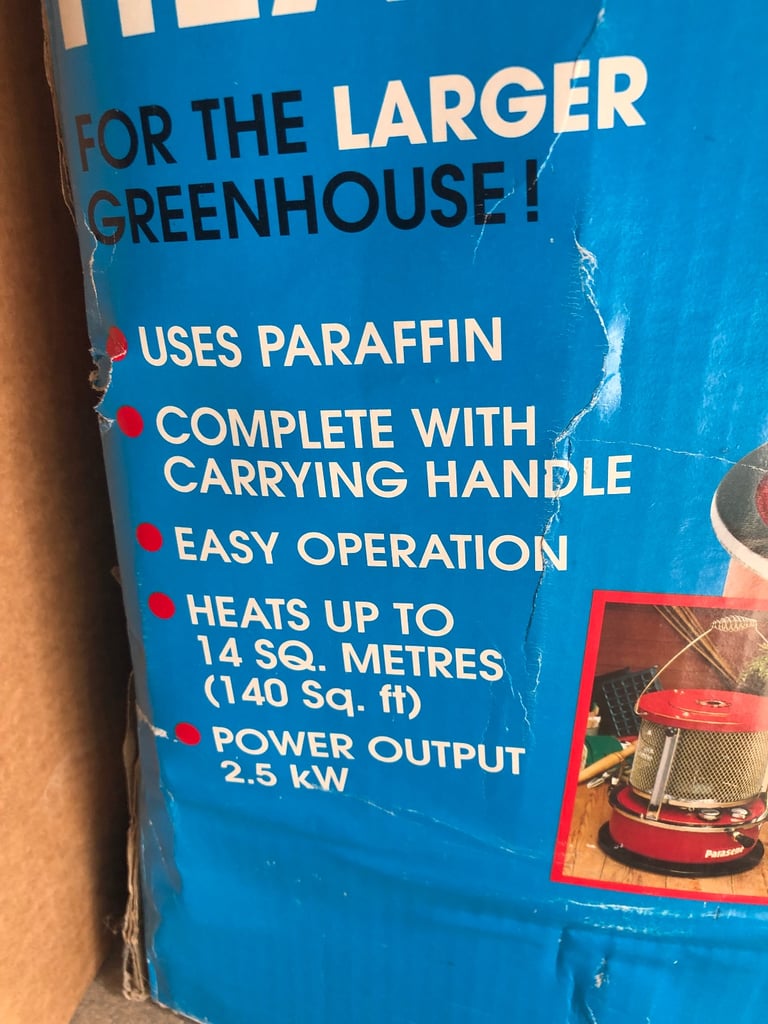 FOR THE LARGER
GREENHOUSE!
USES PARAFFIN
COMPLETE WITH
CARRYING HANDLE
EASY OPERATION
HEATS UP TO
14 SQ. METRES
(140 Sq. ft)
POWER OUTPUT
2.5 kW